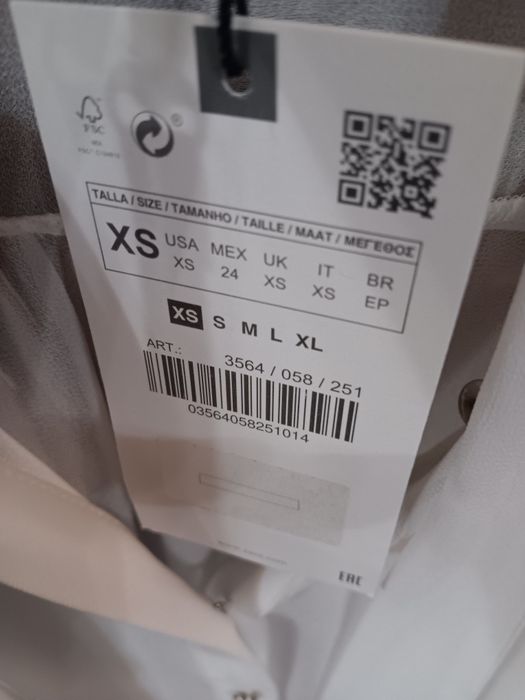 FSC
MIX
®
TALLA / SIZE / TAMANHO / TAILLE / MAAT / ΜΕΓΕΘΟΣ
XS USA MEX UK IT BR
XS 24 XS XS EP
XS S M L XL
ART.: 3564 / 058 / 251
03564058251014
EAC